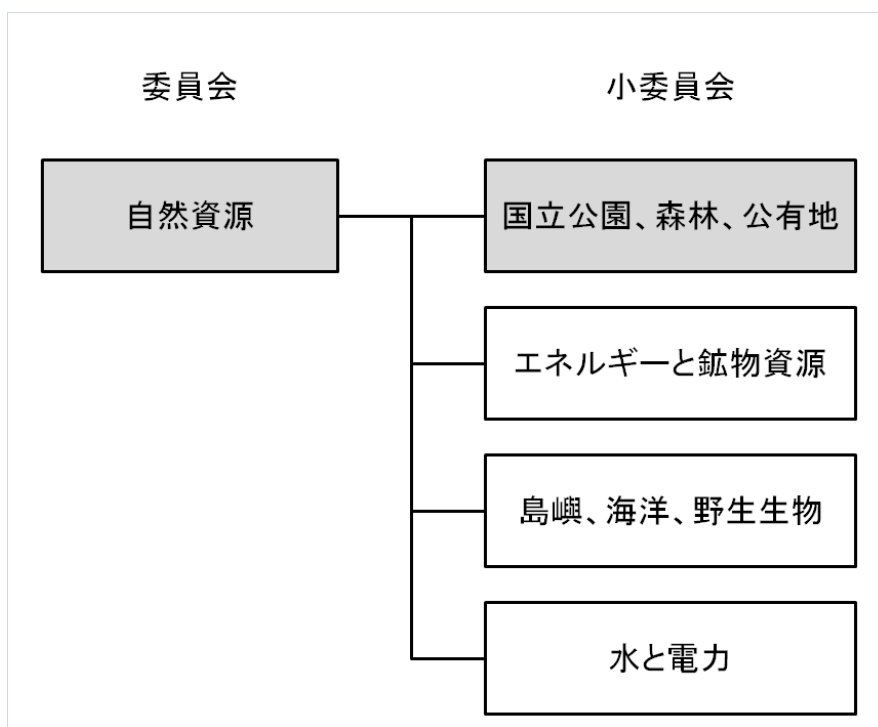 委員会
小委員会
自然資源
国立公園、森林、公有地
エネルギーと鉱物資源
島嶼、海洋、野生生物
水と電力